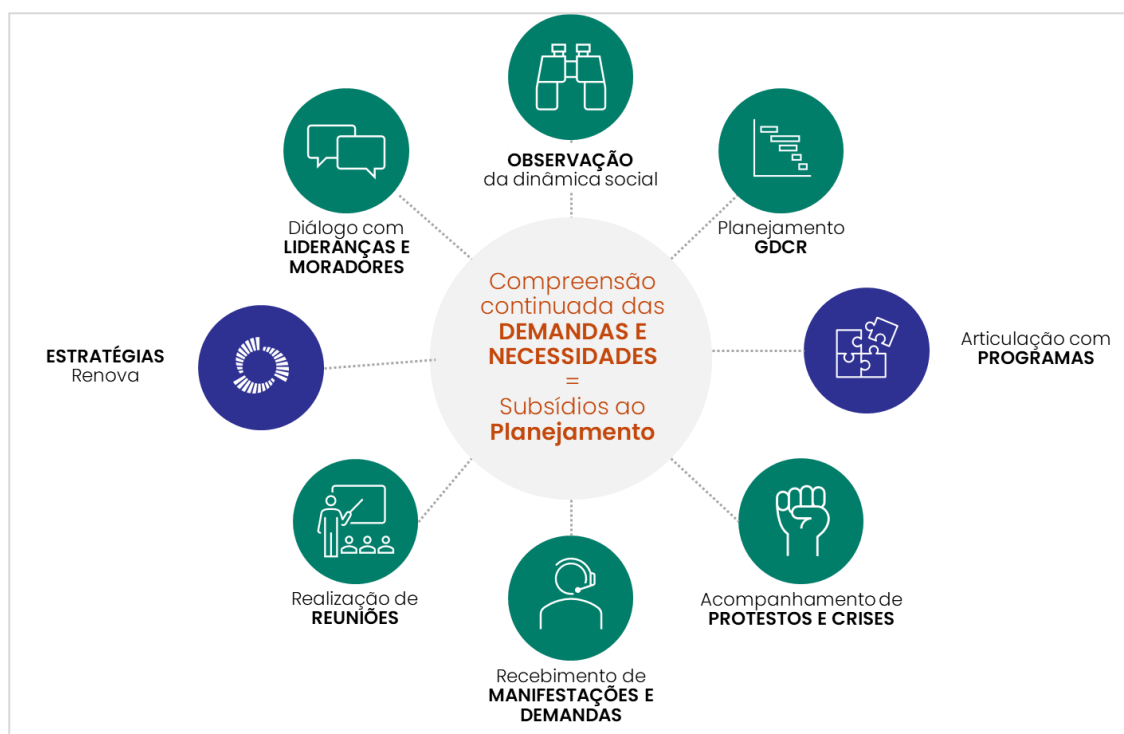 OBSERVAÇÃO
da dinâmica social
Diálogo com
LIDERANÇAS E
MORADORES
Planejamento
GDCR
Compreensão
continuada das
DEMANDAS E
NECESSIDADES
=
Subsídios ao
Planejamento
ESTRATÉGIAS
Renova
Articulação com
PROGRAMAS
Realização de
REUNIÕES
Acompanhamento de
PROTESTOS E CRISES
Recebimento de
MANIFESTAÇÕES E
DEMANDAS